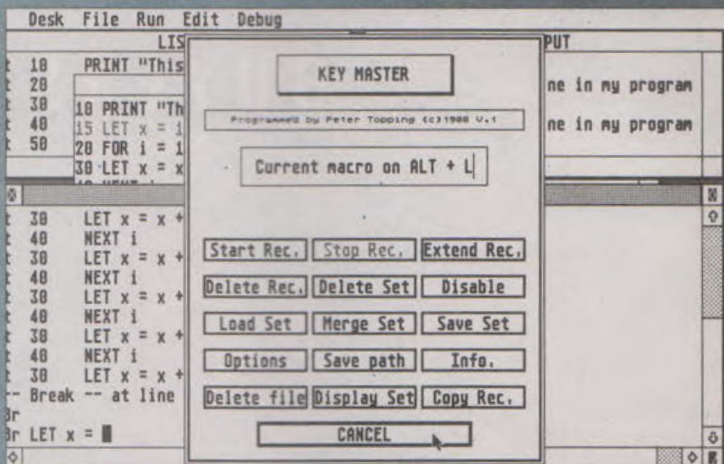 Desk File Run Edit Debug
LIS
PUT
t 10 PRINT "This
t 20
ne in my program
t 30
t 40
ne in my program
t 50
10 PRINT "Th
15 LET x = 1
20 FOR i = 1
30 LET x = x
KEY MASTER
Programmed by Peter Topping (c)1988 V.1
Current macro on ALT + L
t 30 LET x = x +
t 40 NEXT i
t 30 LET x = x +
t 40 NEXT i
t 30 LET x = x +
t 40 NEXT i
t 30 LET x = x +
t 40 NEXT i
t 30 LET x = x +
-- Break -- at line
Br
Br LET x =
Start Rec. Stop Rec. Extend Rec.
Delete Rec. Delete Set Disable
Load Set Merge Set Save Set
Options Save path Info.
Delete file Display Set Copy Rec.
CANCEL